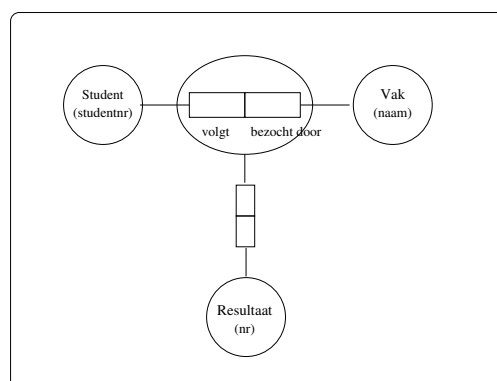 Student
(studentnr)
volgt
bezocht door
Vak
(naam)
Resultaat
(nr)